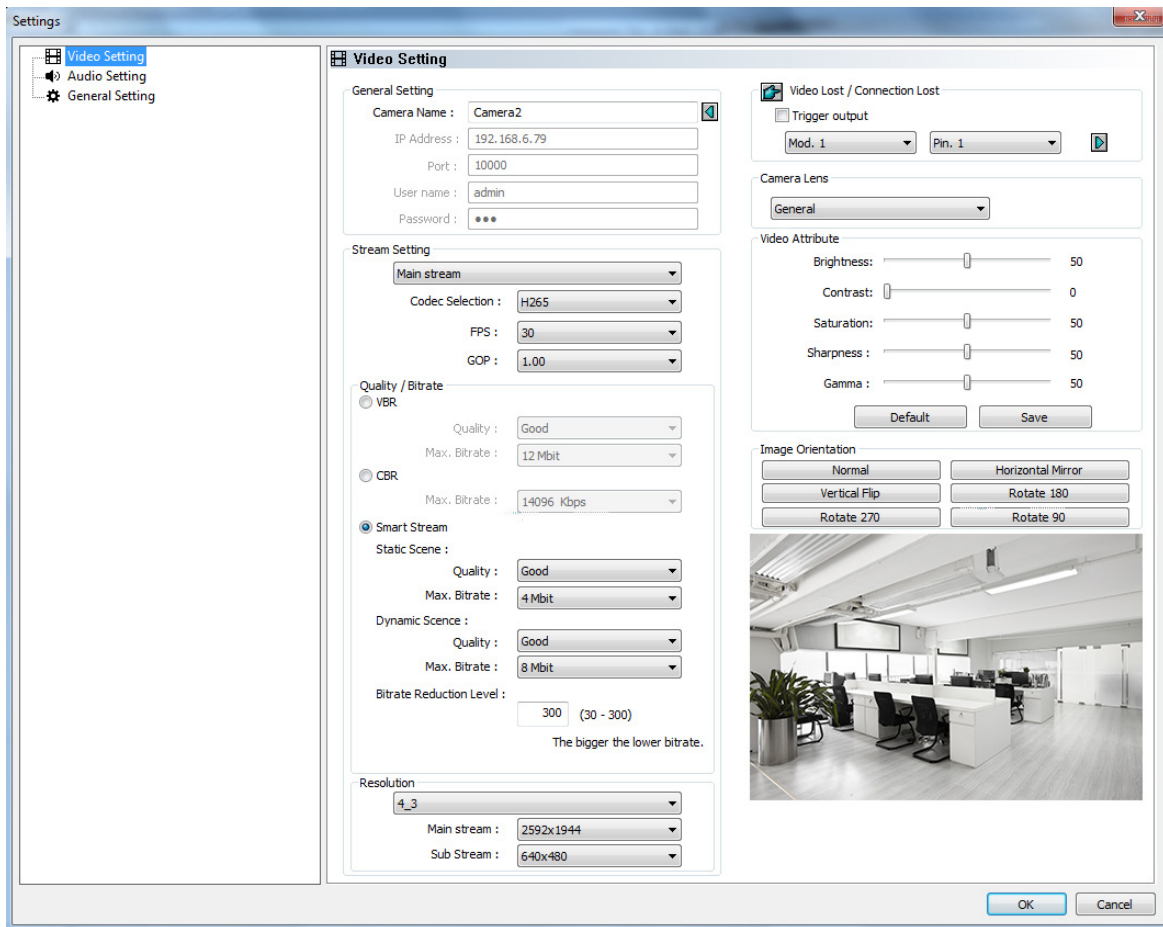 Settings
Video Setting
Audio Setting
General Setting
Video Setting
General Setting
Camera Name : Camera2
IP Address : 192.168.6.79
Port : 10000
User name : admin
Password : ●●●
Stream Setting
Main stream
Codec Selection : H265
FPS : 30
GOP : 1.00
Quality / Bitrate
VBR
Quality : Good
Max. Bitrate : 12 Mbit
CBR
Max. Bitrate : 14096 Kbps
Smart Stream
Static Scene :
Quality : Good
Max. Bitrate : 4 Mbit
Dynamic Scence :
Quality : Good
Max. Bitrate : 8 Mbit
Bitrate Reduction Level :
300 (30 - 300)
The bigger the lower bitrate.
Resolution
4_3
Main stream : 2592x1944
Sub Stream : 640x480
Video Lost / Connection Lost
Trigger output
Mod. 1 Pin. 1
Camera Lens
General
Video Attribute
Brightness: 50
Contrast: 0
Saturation: 50
Sharpness : 50
Gamma : 50
Default Save
Image Orientation
Normal Horizontal Mirror
Vertical Flip Rotate 180
Rotate 270 Rotate 90
OK Cancel